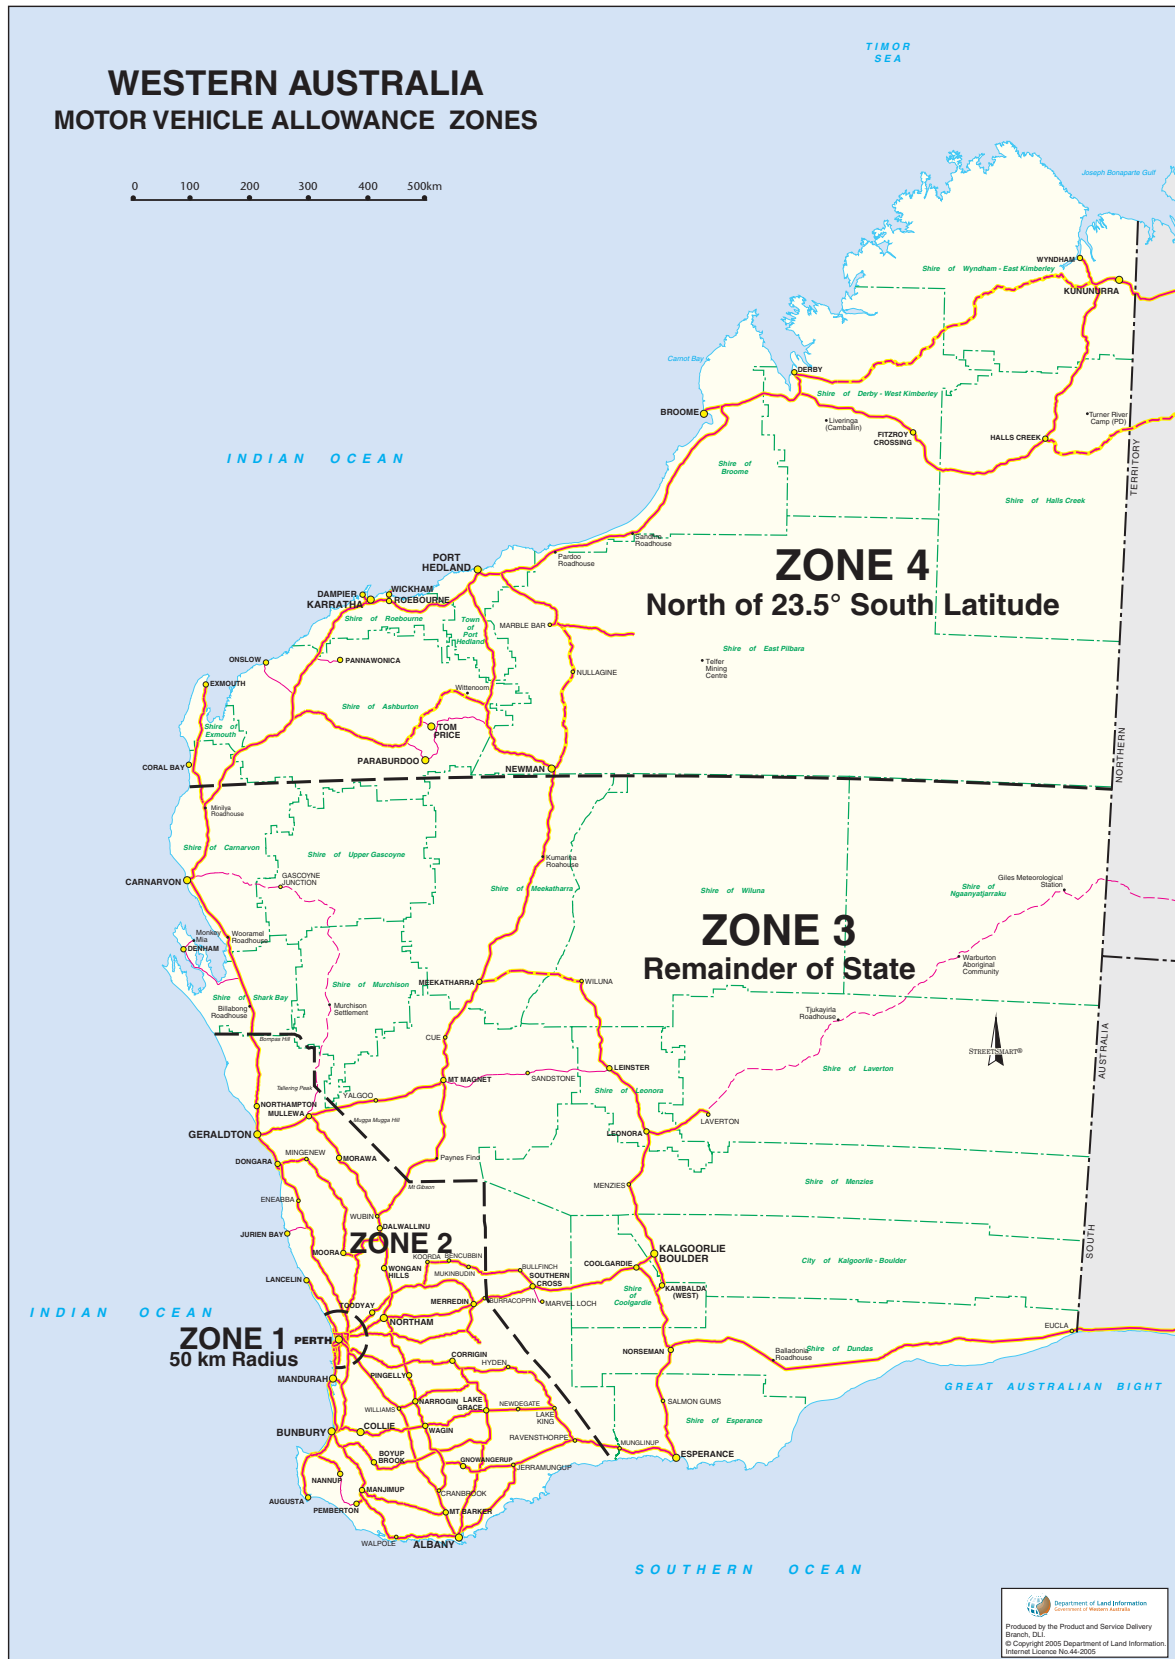 WESTERN AUSTRALIA
MOTOR VEHICLE ALLOWANCE ZONES
0 100 200 300 400 500km
TIMOR
SEA
Joseph Bonaparte Gulf
WYNDHAM
Shire of Wyndham - East Kimberley
KUNUNURRA
Carnot Bay
DERBY
Shire of Derby - West Kimberley
BROOME
Liveringa
(Camballin)
FITZROY
CROSSING
HALLS CREEK
Turner River
Camp (PD)
INDIAN OCEAN
Shire of
Broome
Shire of Halls Creek
TERRITORY
NORTHERN
Sandfire
Roadhouse
Pardoo
Roadhouse
PORT
HEDLAND
ZONE 4
North of 23.5° South Latitude
DAMPIER
WICKHAM
KARRATHA
ROEBOURNE
Shire of Roebourne
Town
of
Port
Hedland
MARBLE BAR
Shire of East Pilbara
ONSLOW
PANNAWONICA
Telfer
Mining
Centre
NULLAGINE
EXMOUTH
Wittenoom
Shire of Ashburton
Shire of
Exmouth
TOM
PRICE
PARABURDOO
CORAL BAY
NEWMAN
Minilya
Roadhouse
Shire of Carnarvon
Shire of Upper Gascoyne
Kumarina
Roahouse
CARNARVON
GASCOYNE
JUNCTION
Shire of Meekatharra
Shire of Wiluna
Shire of
Ngaanyatjarraku
Giles Meteorological
Station
ZONE 3
Remainder of State
Monkey
Mia
Wooramel
Roadhouse
DENHAM
Warburton
Aboriginal
Community
Shire of Shark Bay
Shire of Murchison
MEEKATHARRA
WILUNA
Billabong
Roadhouse
Murchison
Settlement
Tjukayirla
Roadhouse
Bompas Hill
CUE
STREETSMART®
AUSTRALIA
SOUTH
LEINSTER
Shire of Laverton
Tallering Peak
MT MAGNET
SANDSTONE
Shire of Leonora
YALGOO
NORTHAMPTON
MULLEWA
Mugga Mugga Hill
LAVERTON
GERALDTON
LEONORA
MINGENEW
DONGARA
MORAWA
Paynes Find
Mt Gibson
MENZIES
Shire of Menzies
ENEABBA
WUBIN
DALWALLINU
JURIEN BAY
MOORA
ZONE 2
KOORDA
BENCUBBIN
KALGOORLIE
BOULDER
City of Kalgoorlie - Boulder
COOLGARDIE
WONGAN
HILLS
MUKINBUDIN
BULLFINCH
SOUTHERN
CROSS
LANCELIN
KAMBALDA
(WEST)
Shire
of
Coolgardie
TOODYAY
MERREDIN
BURRACOPPIN
MARVEL LOCH
INDIAN OCEAN
NORTHAM
EUCLA
ZONE 1
50 km Radius
PERTH
NORSEMAN
Balladonia
Roadhouse
Shire of Dundas
CORRIGIN
HYDEN
MANDURAH
PINGELLY
GREAT AUSTRALIAN BIGHT
NARROGIN
LAKE
GRACE
NEWDEGATE
LAKE
KING
SALMON GUMS
WILLIAMS
Shire of Esperance
BUNBURY
COLLIE
WAGIN
RAVENSTHORPE
MUNGLINUP
ESPERANCE
BOYUP
BROOK
GNOWANGERUP
JERRAMUNGUP
NANNUP
MANJIMUP
CRANBROOK
AUGUSTA
PEMBERTON
MT BARKER
WALPOLE
ALBANY
SOUTHERN OCEAN
Department of Land Information
Government of Western Australia
Produced by the Product and Service Delivery
Branch, DLI.
© Copyright 2005 Department of Land Information.
Internet Licence No.44-2005